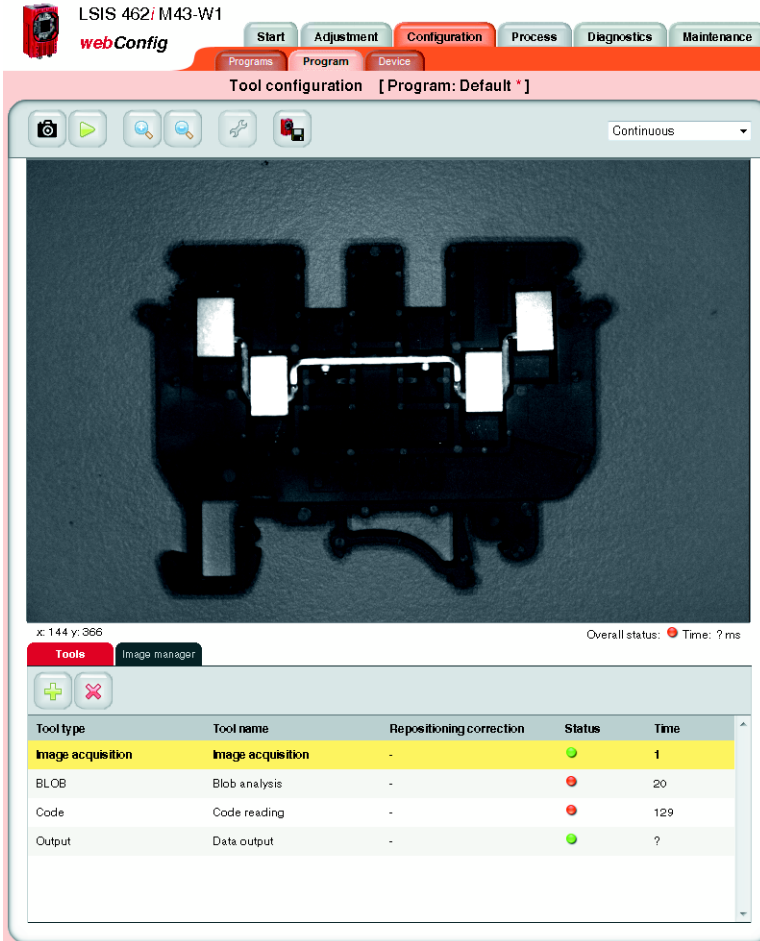 LSIS 462i M43-W1
webConfig
Start Adjustment Configuration Process Diagnostics Maintenance
Programs Program Device
Tool configuration [ Program: Default * ]
Continuous
x: 144 y: 366
Overall status: Time: ? ms
Tools Image manager
Tool type Tool name Repositioning correction Status Time
Image acquisition Image acquisition - 1
BLOB Blob analysis - 20
Code Code reading - 129
Output Data output - ?